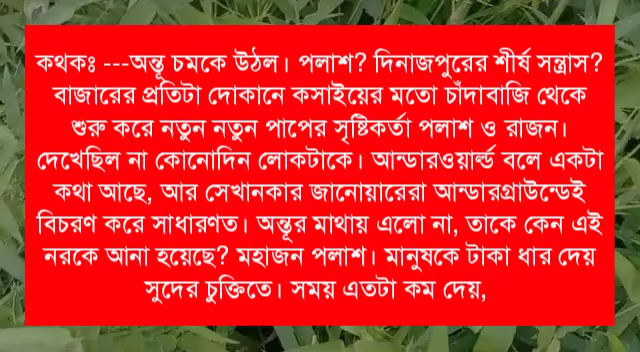 কথকঃ ---অন্তূ চমকে উঠল। পলাশ? দিনাজপুরের শীর্ষ সন্ত্রাস?
বাজারের প্রতিটা দোকানে কসাইয়ের মতো চাঁদাবাজি থেকে
শুরু করে নতুন নতুন পাপের সৃষ্টিকর্তা পলাশ ও রাজন।
দেখেছিল না কোনোদিন লোকটাকে। আন্ডারওয়ার্ল্ড বলে একটা
কথা আছে, আর সেখানকার জানোয়ারেরা আন্ডারগ্রাউন্ডেই
বিচরণ করে সাধারণত। অন্তূর মাথায় এলো না, তাকে কেন এই
নরকে আনা হয়েছে? মহাজন পলাশ। মানুষকে টাকা ধার দেয়
সুদের চুক্তিতে। সময় এতটা কম দেয়,